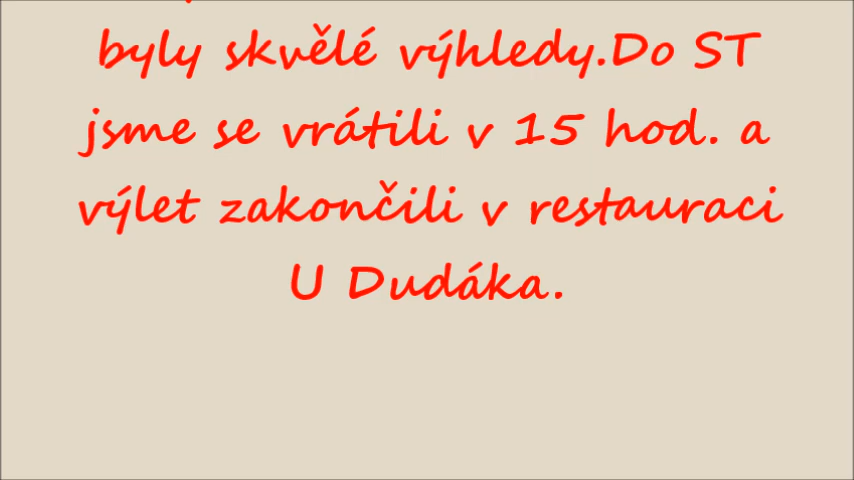 byly skvělé výhledy.Do ST
jsme se vrátili v 15 hod. a
výlet zakončili v restauraci
U Dudáka.